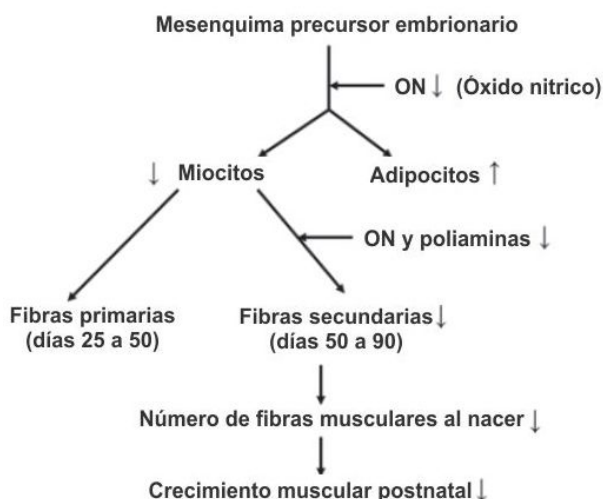 Mesenquima precursor embrionario
ON ↓ (Óxido nitrico)
↓ Miocitos
Adipocitos ↑
ON y poliaminas ↓
Fibras primarias
(días 25 a 50)
Fibras secundarias ↓
(días 50 a 90)
Número de fibras musculares al nacer ↓
Crecimiento muscular postnatal ↓